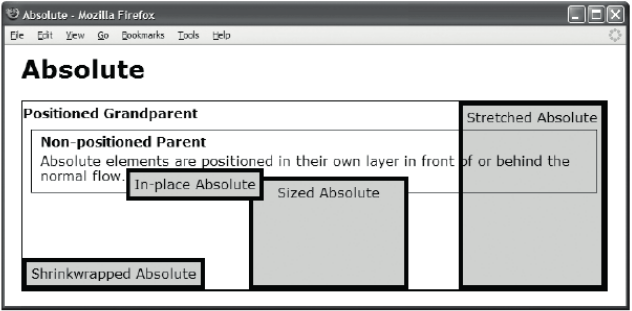 Absolute - Mozilla Firefox
File Edit View Go Bookmarks Tools Help
Absolute
Positioned Grandparent
Stretched Absolute
Non-positioned Parent
Absolute elements are positioned in their own layer in front of or behind the
normal flow.
In-place Absolute
Sized Absolute
Shrinkwrapped Absolute